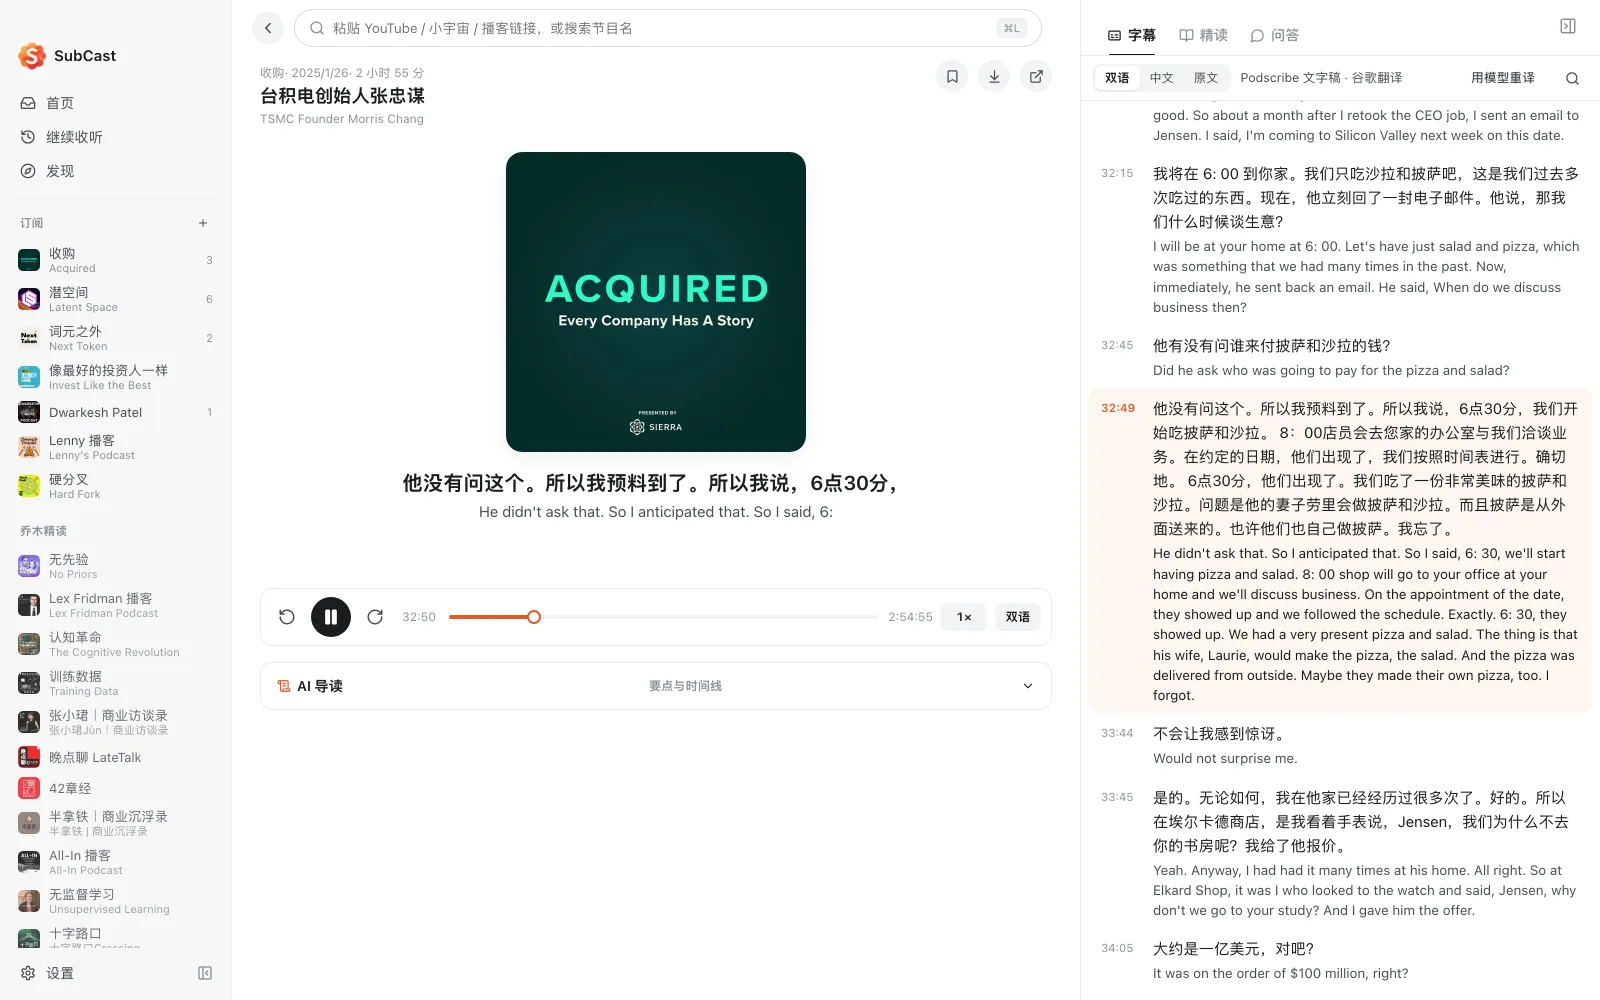 SubCast
首页
继续收听
发现
订阅
收购
Acquired
3
潜空间
Latent Space
6
词元之外
Next Token
2
像最好的投资人一样
Invest Like the Best
Dwarkesh Patel
1
Lenny 播客
Lenny's Podcast
硬分叉
Hard Fork
乔木精读
无先验
No Priors
Lex Fridman 播客
Lex Fridman Podcast
认知革命
The Cognitive Revolution
训练数据
Training Data
张小珺｜商业访谈录
张小珺Jùn｜商业访谈录
晚点聊 LateTalk
42章经
半拿铁｜商业沉浮录
半拿铁 | 商业沉浮录
All-In 播客
All-In Podcast
无监督学习
Unsupervised Learning
十字路口
十字路口Crossing
设置
粘贴 YouTube / 小宇宙 / 播客链接，或搜索节目名
⌘L
收购· 2025/1/26· 2 小时 55 分
台积电创始人张忠谋
TSMC Founder Morris Chang
ACQUIRED
Every Company Has A Story
PRESENTED BY
SIERRA
他没有问这个。所以我预料到了。所以我说，6点30分，
He didn't ask that. So I anticipated that. So I said, 6:
32:50
2:54:55
1×
双语
AI 导读
要点与时间线
字幕
精读
问答
双语
中文
原文
Podscribe 文字稿 · 谷歌翻译
用模型重译
good. So about a month after I retook the CEO job, I sent an email to
Jensen. I said, I'm coming to Silicon Valley next week on this date.
32:15
我将在 6: 00 到你家。我们只吃沙拉和披萨吧，这是我们过去多
次吃过的东西。现在，他立刻回了一封电子邮件。他说，那我
们什么时候谈生意?
I will be at your home at 6: 00. Let's have just salad and pizza, which
was something that we had many times in the past. Now,
immediately, he sent back an email. He said, When do we discuss
business then?
32:45
他有没有问谁来付披萨和沙拉的钱?
Did he ask who was going to pay for the pizza and salad?
32:49
他没有问这个。所以我预料到了。所以我说，6点30分，我们开
始吃披萨和沙拉。 8：00店员会去您家的办公室与我们洽谈业
务。在约定的日期，他们出现了，我们按照时间表进行。确切
地。 6点30分，他们出现了。我们吃了一份非常美味的披萨和
沙拉。问题是他的妻子劳里会做披萨和沙拉。而且披萨是从外
面送来的。也许他们也自己做披萨。我忘了。
He didn't ask that. So I anticipated that. So I said, 6: 30, we'll start
having pizza and salad. 8: 00 shop will go to your office at your
home and we'll discuss business. On the appointment of the date,
they showed up and we followed the schedule. Exactly. 6: 30, they
showed up. We had a very present pizza and salad. The thing is that
his wife, Laurie, would make the pizza, the salad. And the pizza was
delivered from outside. Maybe they made their own pizza, too. I
forgot.
33:44
不会让我感到惊讶。
Would not surprise me.
33:45
是的。无论如何，我在他家已经经历过很多次了。好的。所以
在埃尔卡德商店，是我看着手表说，Jensen，我们为什么不去
你的书房呢？我给了他报价。
Yeah. Anyway, I had had it many times at his home. All right. So at
Elkard Shop, it was I who looked to the watch and said, Jensen, why
don't we go to your study? And I gave him the offer.
34:05
大约是一亿美元，对吧?
It was on the order of $100 million, right?